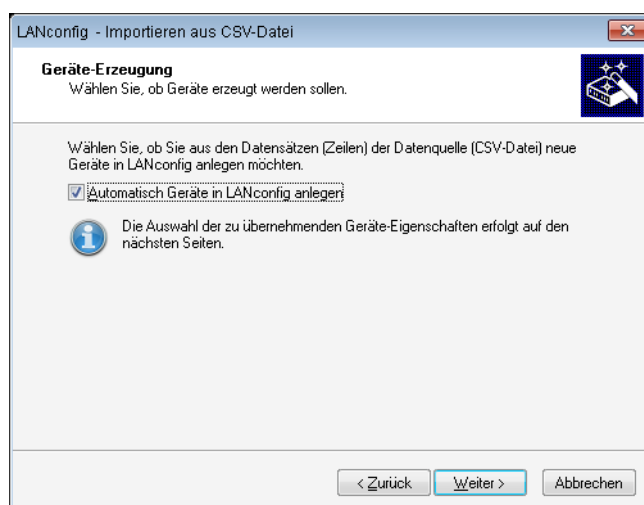 LANconfig - Importieren aus CSV-Datei
Geräte-Erzeugung
Wählen Sie, ob Geräte erzeugt werden sollen.
Wählen Sie, ob Sie aus den Datensätzen (Zeilen) der Datenquelle (CSV-Datei) neue
Geräte in LANconfig anlegen möchten.
Automatisch Geräte in LANconfig anlegen
Die Auswahl der zu übernehmenden Geräte-Eigenschaften erfolgt auf den
nächsten Seiten.
< Zurück Weiter > Abbrechen